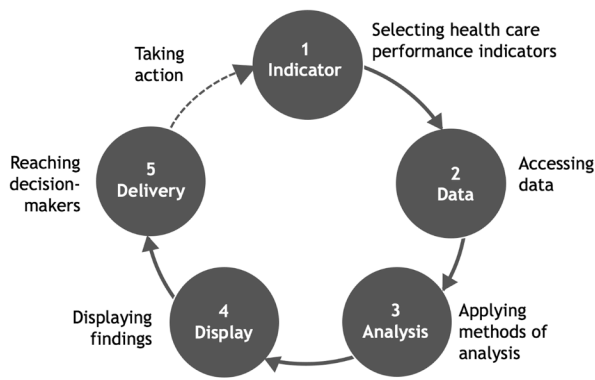 1
Indicator
Selecting health care
performance indicators
2
Data
Accessing
data
3
Analysis
Applying
methods of
analysis
4
Display
Displaying
findings
5
Delivery
Reaching
decision-
makers
Taking
action